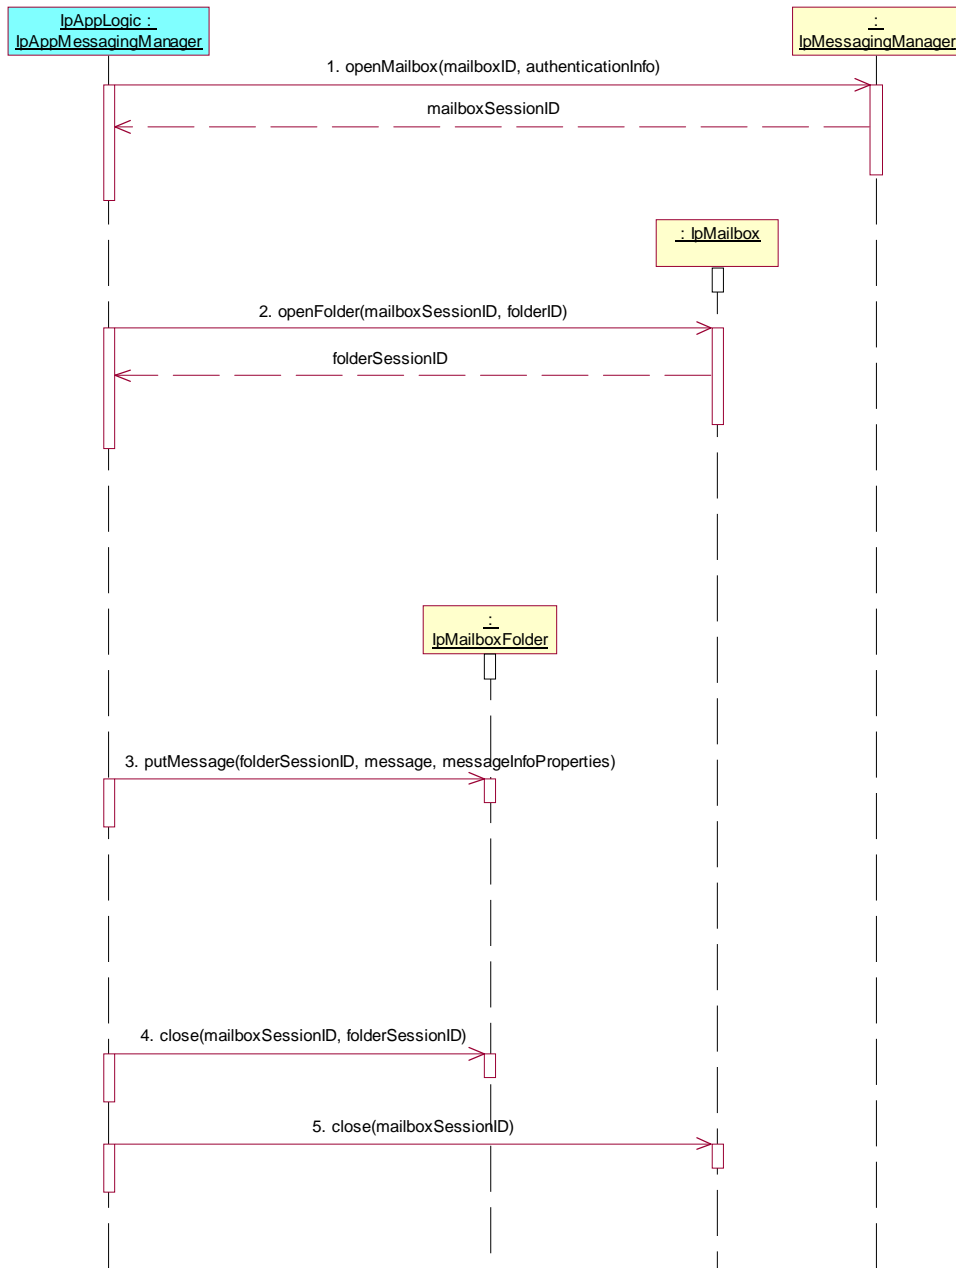 IpAppLogic :
IpAppMessagingManager
:
IpMessagingManager
1. openMailbox(mailboxID, authenticationInfo)
mailboxSessionID
: IpMailbox
2. openFolder(mailboxSessionID, folderID)
folderSessionID
:
IpMailboxFolder
3. putMessage(folderSessionID, message, messageInfoProperties)
4. close(mailboxSessionID, folderSessionID)
5. close(mailboxSessionID)